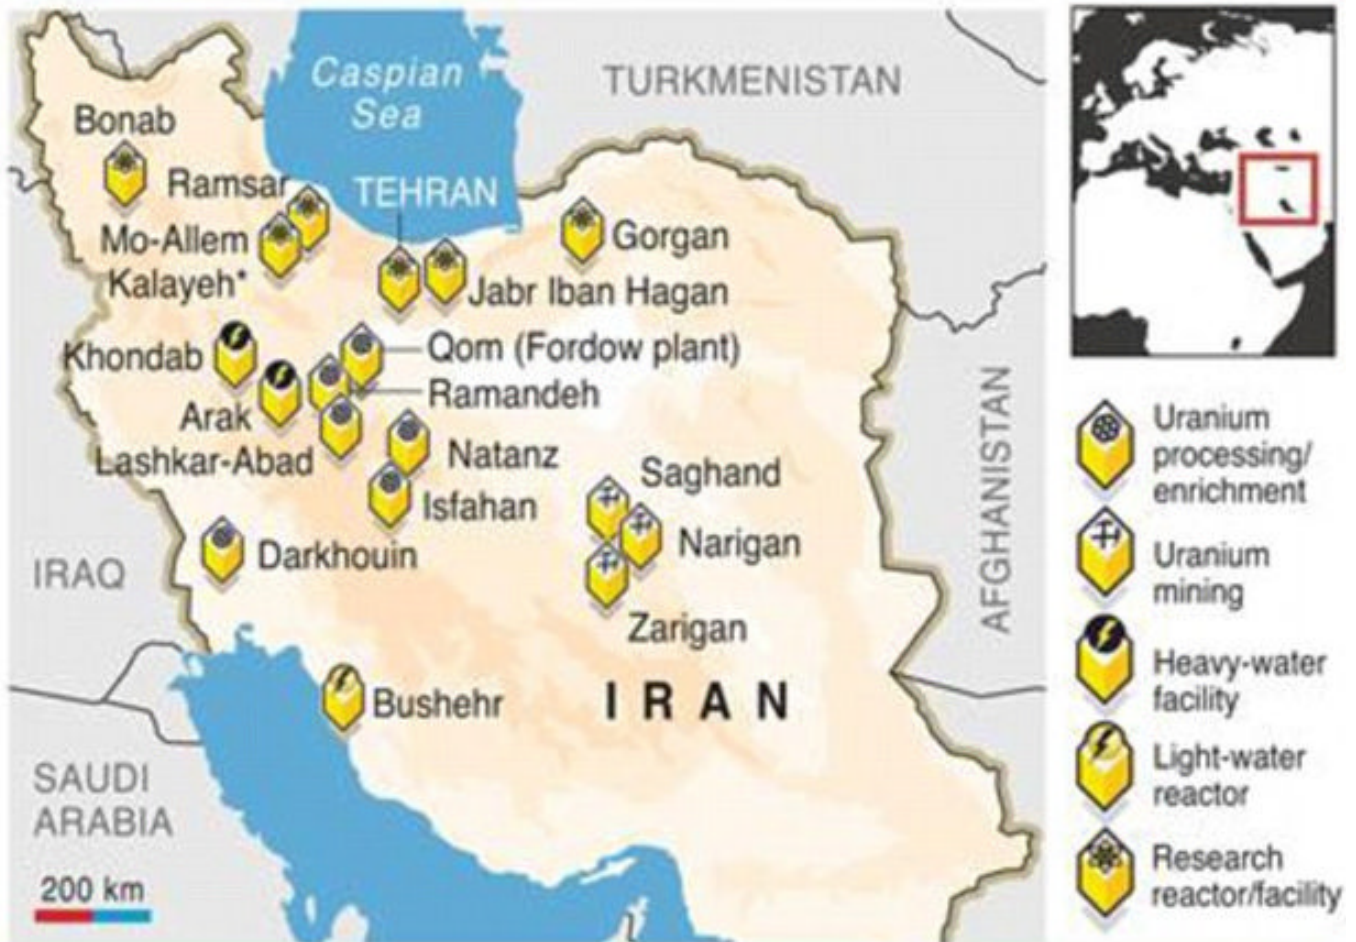 Caspian
Sea
TURKMENISTAN
Bonab
Ramsar
TEHRAN
Mo-Allem
Kalayeh*
Gorgan
Jabr Iban Hagan
Khondab
Qom (Fordow plant)
Ramandeh
Arak
Lashkar-Abad
Natanz
Isfahan
Saghand
Narigan
Darkhouin
Zarigan
IRAQ
AFGHANISTAN
Bushehr
IRAN
SAUDI
ARABIA
200 km
Uranium
processing/
enrichment
Uranium
mining
Heavy-water
facility
Light-water
reactor
Research
reactor/facility